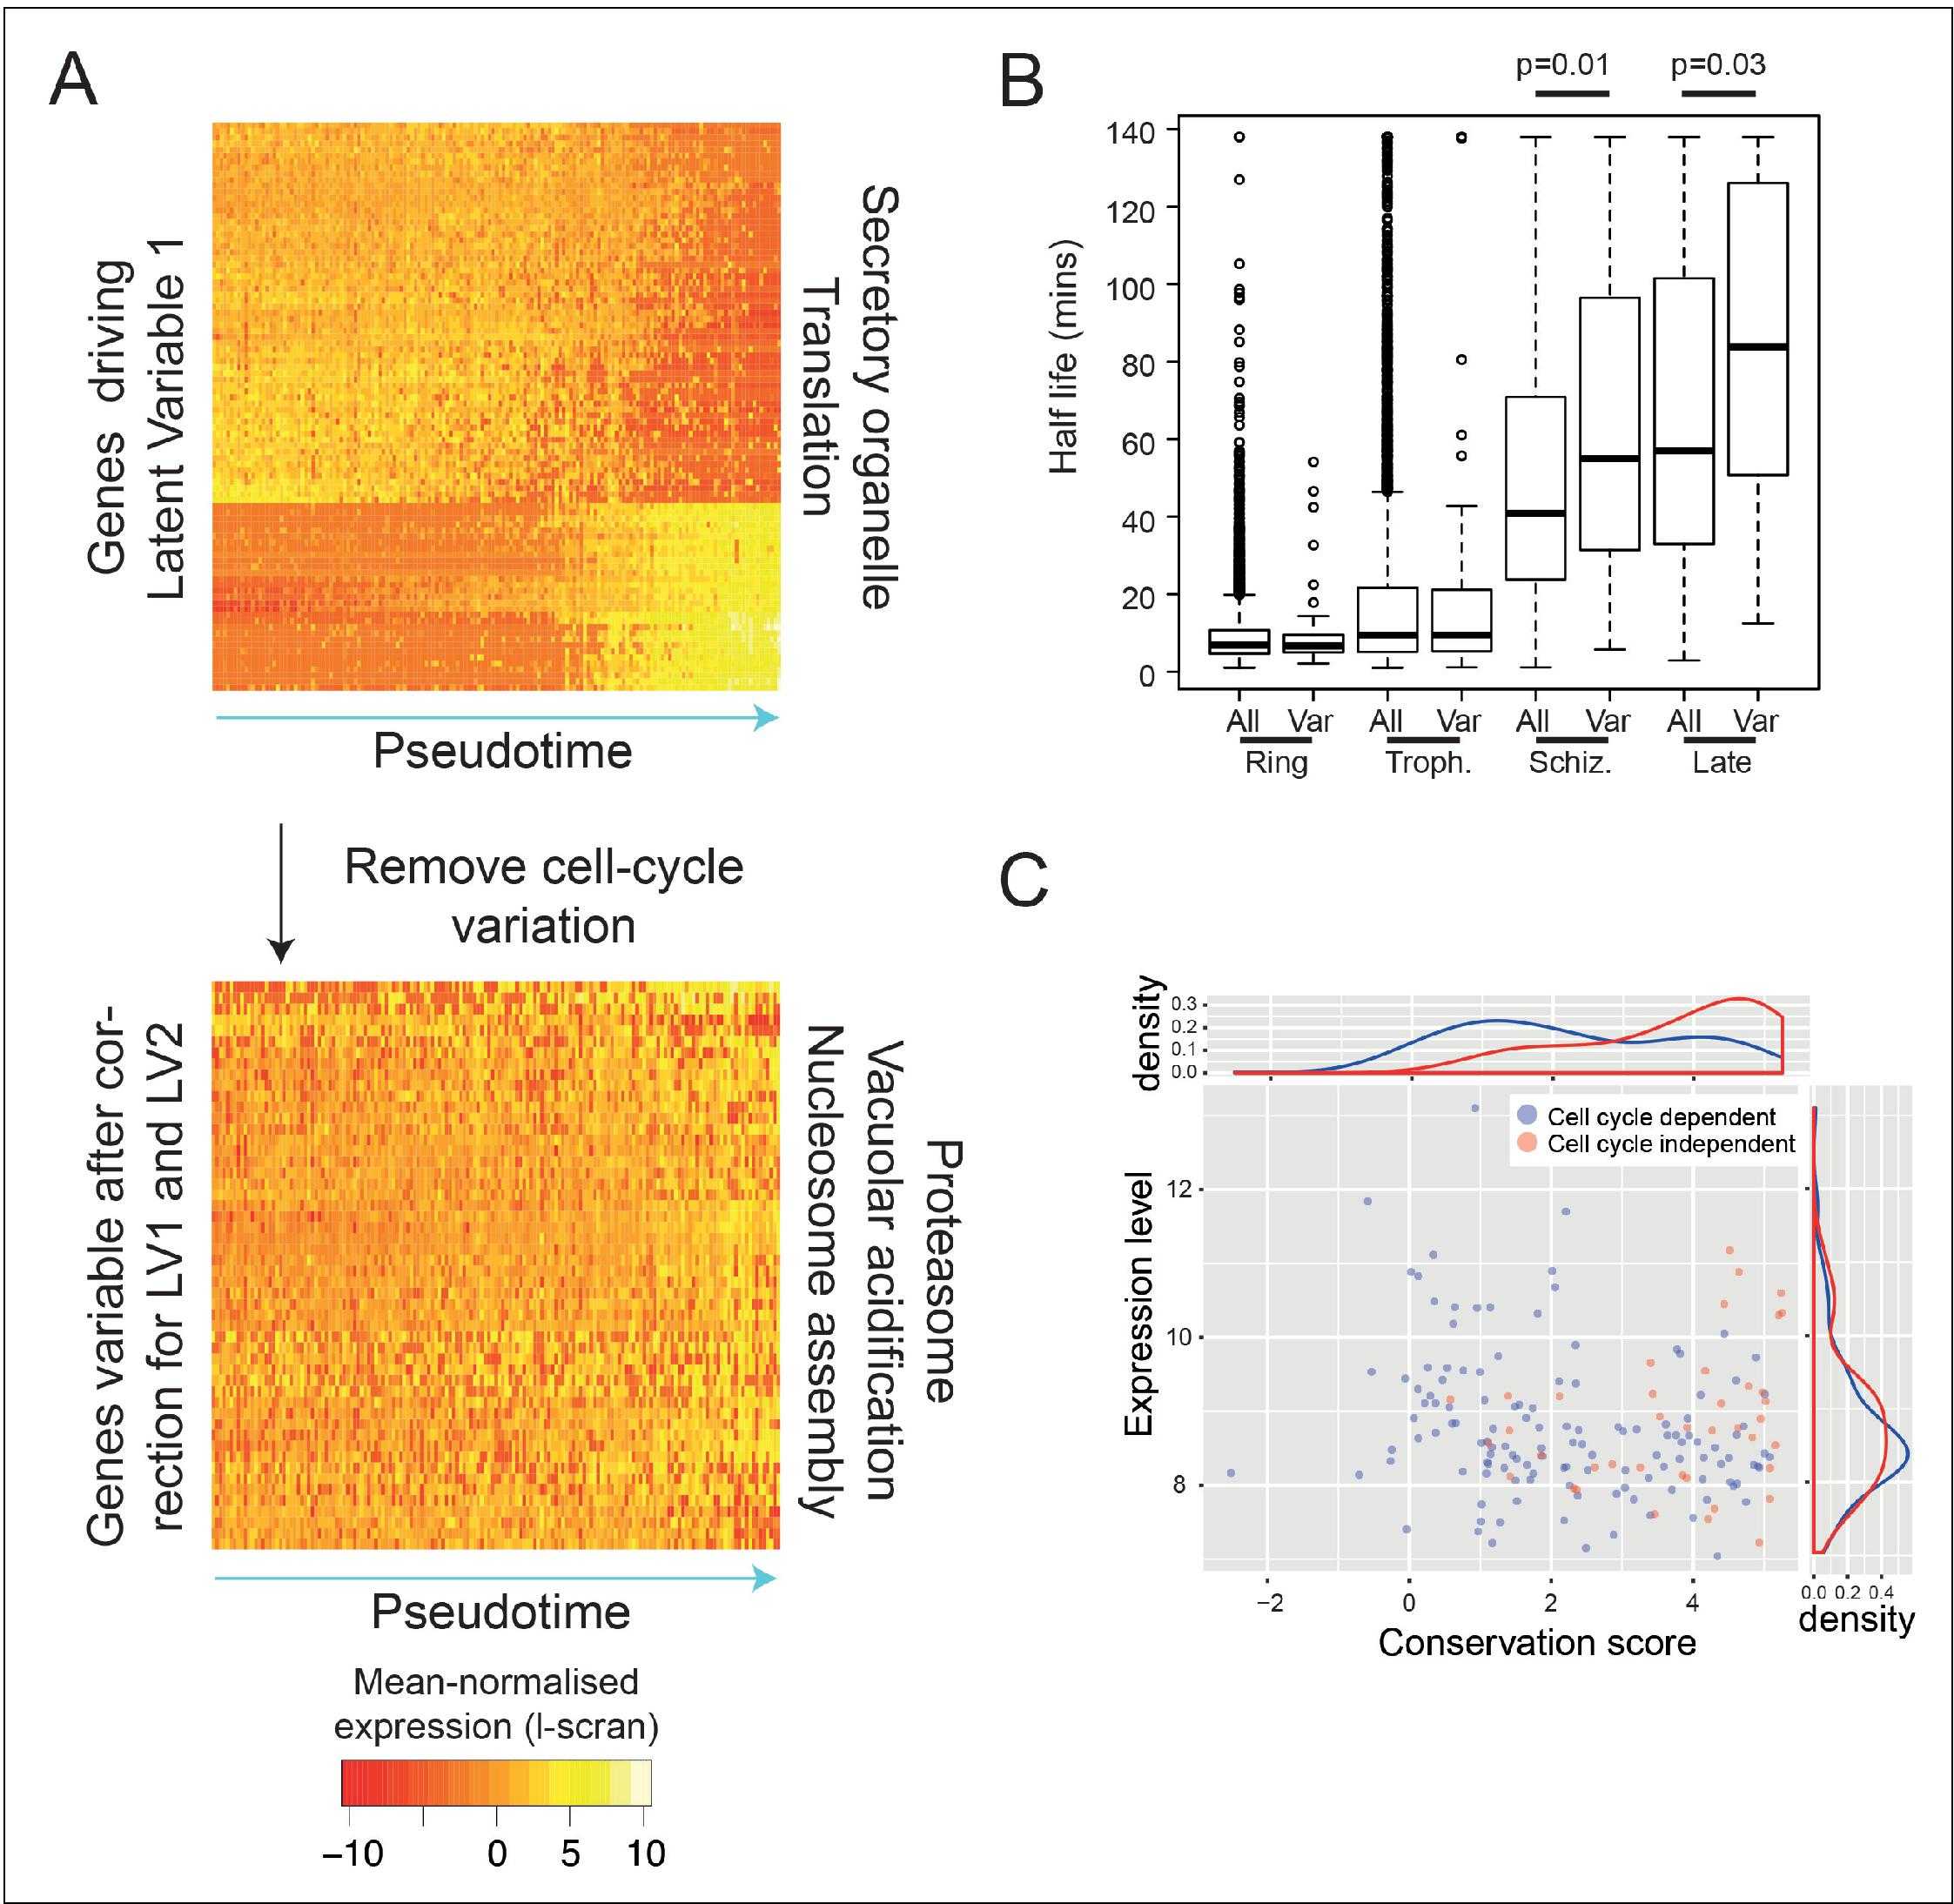 A
Genes driving
Latent Variable 1
Secretory organelle
Translation
Pseudotime
Remove cell-cycle
variation
Genes variable after cor-
rection for LV1 and LV2
Proteasome
Vacuolar acidification
Nucleosome assembly
Pseudotime
Mean-normalised
expression (l-scran)
−10 0 5 10
B
p=0.01 p=0.03
Half life (mins)
140
120
100
80
60
40
20
0
All Var All Var All Var All Var
Ring Troph. Schiz. Late
C
density
0.3
0.2
0.1
0.0
Cell cycle dependent
Cell cycle independent
Expression level
12
10
8
−2 0 2 4
Conservation score
0.0 0.2 0.4
density